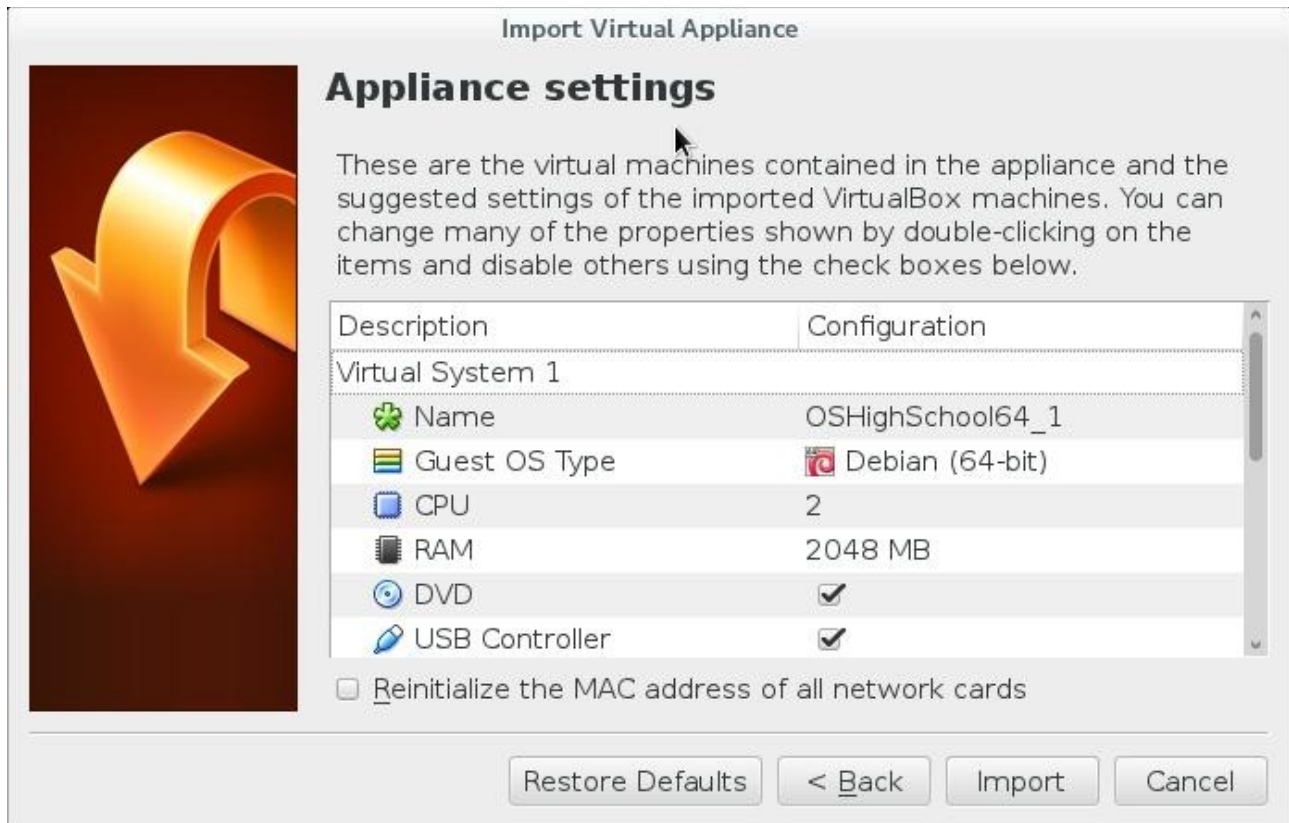 Import Virtual Appliance
Appliance settings
These are the virtual machines contained in the appliance and the
suggested settings of the imported VirtualBox machines. You can
change many of the properties shown by double-clicking on the
items and disable others using the check boxes below.
Description Configuration
Virtual System 1
Name OSHighSchool64_1
Guest OS Type Debian (64-bit)
CPU 2
RAM 2048 MB
DVD
USB Controller
Reinitialize the MAC address of all network cards
Restore Defaults < Back Import Cancel